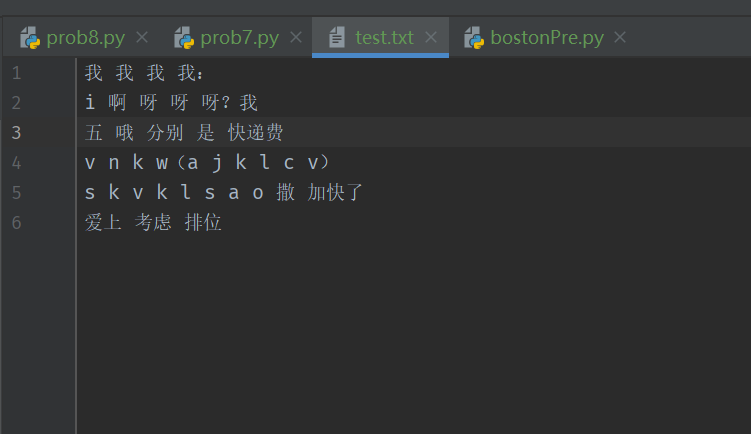 prob8.py prob7.py test.txt bostonPre.py
1 我 我 我 我：
2 i 啊 呀 呀 呀？我
3 五 哦 分别 是 快递费
4 v n k w（a j k l c v）
5 s k v k l s a o 撒 加快了
6 爱上 考虑 排位